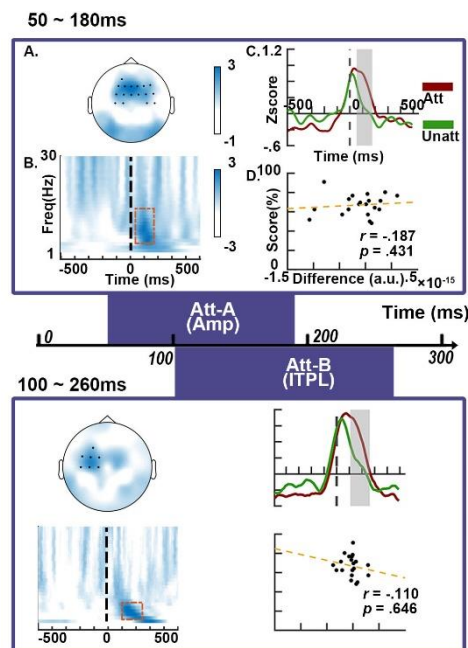 50 ~ 180ms
A.
3
-1
C.
1.2
Zscore
-.6
-500
0
500
Time (ms)
Att
Unatt
B.
30
Freq(Hz)
1
-500 0 500
Time (ms)
3
-3
D.
100
Score(%)
0
r = -.187
p = .431
-1.5 Difference (a.u.) .5 ×10-15
Att-A
(Amp)
Time (ms)
0 100 200 300
Att-B
(ITPL)
100 ~ 260ms
-500 0 500
r = -.110
p = .646